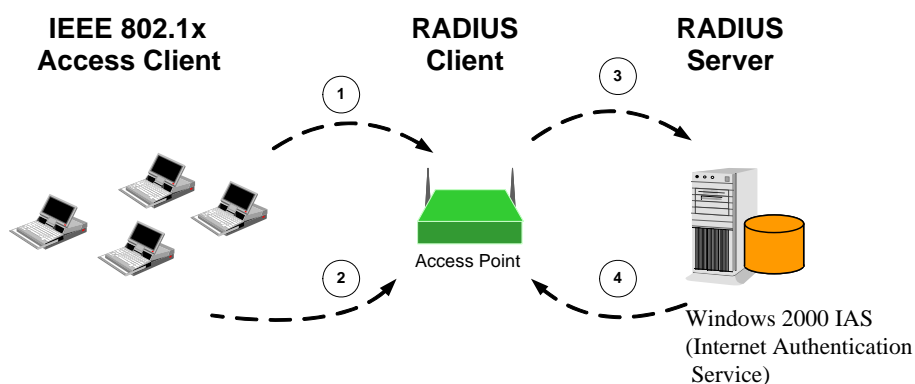 IEEE 802.1x
Access Client
RADIUS
Client
RADIUS
Server
1
3
Access Point
2
4
Windows 2000 IAS
(Internet Authentication
Service)